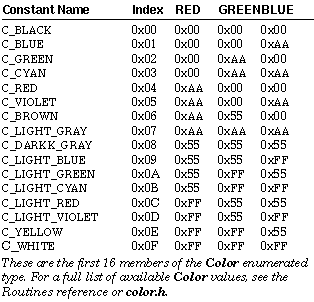 Constant Name Index RED GREENBLUE
C_BLACK 0x00 0x00 0x00 0x00
C_BLUE 0x01 0x00 0x00 0xAA
C_GREEN 0x02 0x00 0xAA 0x00
C_CYAN 0x03 0x00 0xAA 0xAA
C_RED 0x04 0xAA 0x00 0x00
C_VIOLET 0x05 0xAA 0x00 0xAA
C_BROWN 0x06 0xAA 0x55 0x00
C_LIGHT_GRAY 0x07 0xAA 0xAA 0xAA
C_DARKK_GRAY 0x08 0x55 0x55 0x55
C_LIGHT_BLUE 0x09 0x55 0x55 0xFF
C_LIGHT_GREEN 0x0A 0x55 0xFF 0x55
C_LIGHT_CYAN 0x0B 0x55 0xFF 0xFF
C_LIGHT_RED 0x0C 0xFF 0x55 0x55
C_LIGHT_VIOLET 0x0D 0xFF 0x55 0xFF
C_YELLOW 0x0E 0xFF 0xFF 0x55
C_WHITE 0x0F 0xFF 0xFF 0xFF
These are the first 16 members of the Color enumerated
type. For a full list of available Color values, see the
Routines reference or color.h.